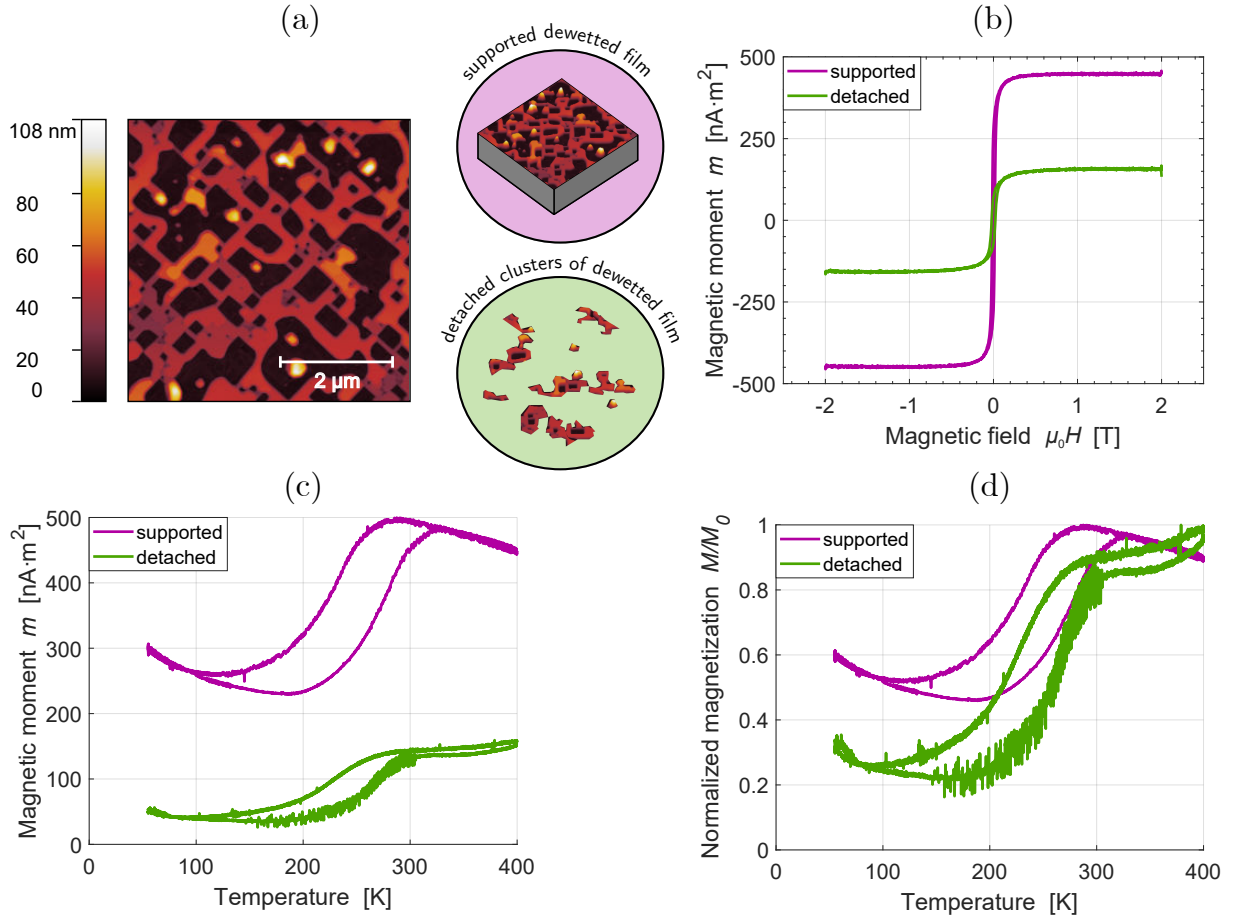 (a)
108 nm
80
60
40
20
0
2 µm
supported dewetted film
detached clusters of dewetted film
(b)
supported
detached
Magnetic moment m [nA·m²]
500
250
0
-250
-500
-2
-1
0
1
2
Magnetic field μ₀H [T]
(c)
supported
detached
Magnetic moment m [nA·m²]
500
400
300
200
100
0
0
100
200
300
400
Temperature [K]
(d)
supported
detached
Normalized magnetization M/M₀
1
0.8
0.6
0.4
0.2
0
0
100
200
300
400
Temperature [K]